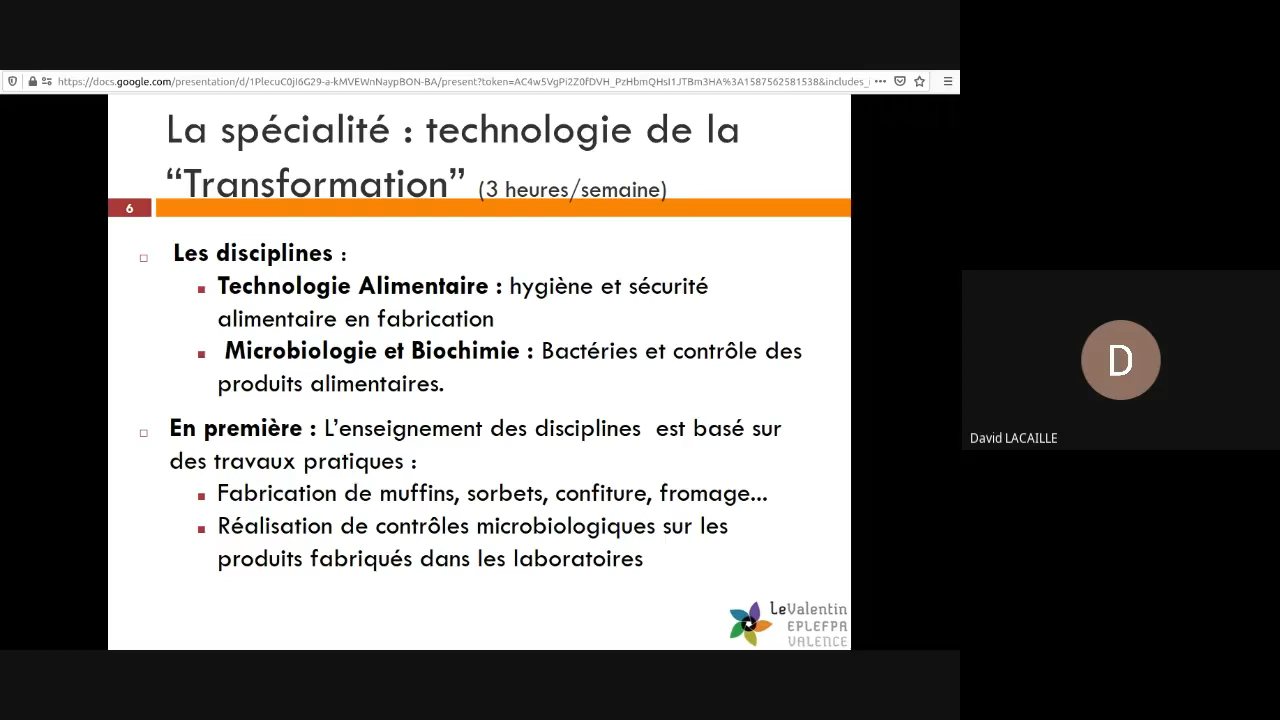 https://docs.google.com/presentation/d/1PlecuC0jI6G29-a-kMVEWnNaypBON-BA/present?token=AC4w5VgPi2Z0fDVH_PzHbmQHsI1JTBm3HA%3A1587562581538&includes_
La spécialité : technologie de la
“Transformation” (3 heures/semaine)
6
Les disciplines :
Technologie Alimentaire : hygiène et sécurité
alimentaire en fabrication
Microbiologie et Biochimie : Bactéries et contrôle des
produits alimentaires.
En première : L’enseignement des disciplines est basé sur
des travaux pratiques :
Fabrication de muffins, sorbets, confiture, fromage...
Réalisation de contrôles microbiologiques sur les
produits fabriqués dans les laboratoires
LeValentin
EPLEFPA
VALENCE
D
David LACAILLE